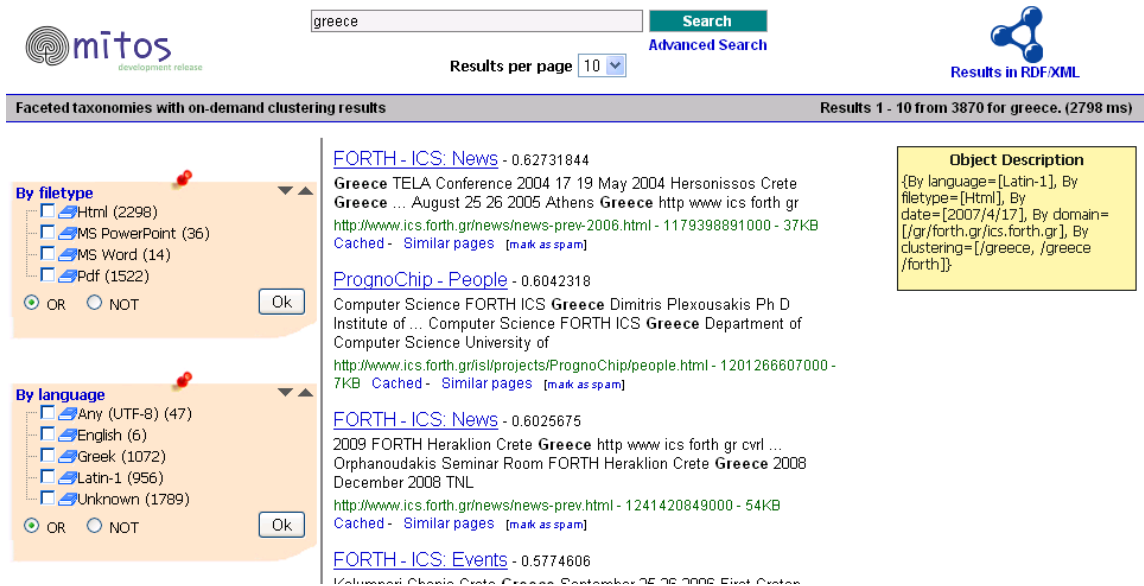 greece
Search
Advanced Search
mītos
development release
Results per page 10
Results in RDF/XML
Faceted taxonomies with on-demand clustering results
Results 1 - 10 from 3870 for greece. (2798 ms)
By filetype
Html (2298)
MS PowerPoint (36)
MS Word (14)
Pdf (1522)
OR NOT Ok
By language
Any (UTF-8) (47)
English (6)
Greek (1072)
Latin-1 (956)
Unknown (1789)
OR NOT Ok
FORTH - ICS: News - 0.62731844
Greece TELA Conference 2004 17 19 May 2004 Hersonissos Crete
Greece ... August 25 26 2005 Athens Greece http www ics forth gr
http://www.ics.forth.gr/news/news-prev-2006.html - 1179398891000 - 37KB
Cached - Similar pages [mark as spam]
PrognoChip - People - 0.6042318
Computer Science FORTH ICS Greece Dimitris Plexousakis Ph D
Institute of ... Computer Science FORTH ICS Greece Department of
Computer Science University of
http://www.ics.forth.gr/isl/projects/PrognoChip/people.html - 1201266607000 -
7KB Cached - Similar pages [mark as spam]
FORTH - ICS: News - 0.6025675
2009 FORTH Heraklion Crete Greece http www ics forth gr cvrl ...
Orphanoudakis Seminar Room FORTH Heraklion Crete Greece 2008
December 2008 TNL
http://www.ics.forth.gr/news/news-prev.html - 1241420849000 - 54KB
Cached - Similar pages [mark as spam]
FORTH - ICS: Events - 0.5774606
Kolumpari Chania Crete Greece September 25 26 2006 First Cretan
Object Description
{By language=[Latin-1], By
filetype=[Html], By
date=[2007/4/17], By domain=
[/gr/forth.gr/ics.forth.gr], By
clustering=[/greece, /greece
/forth]}